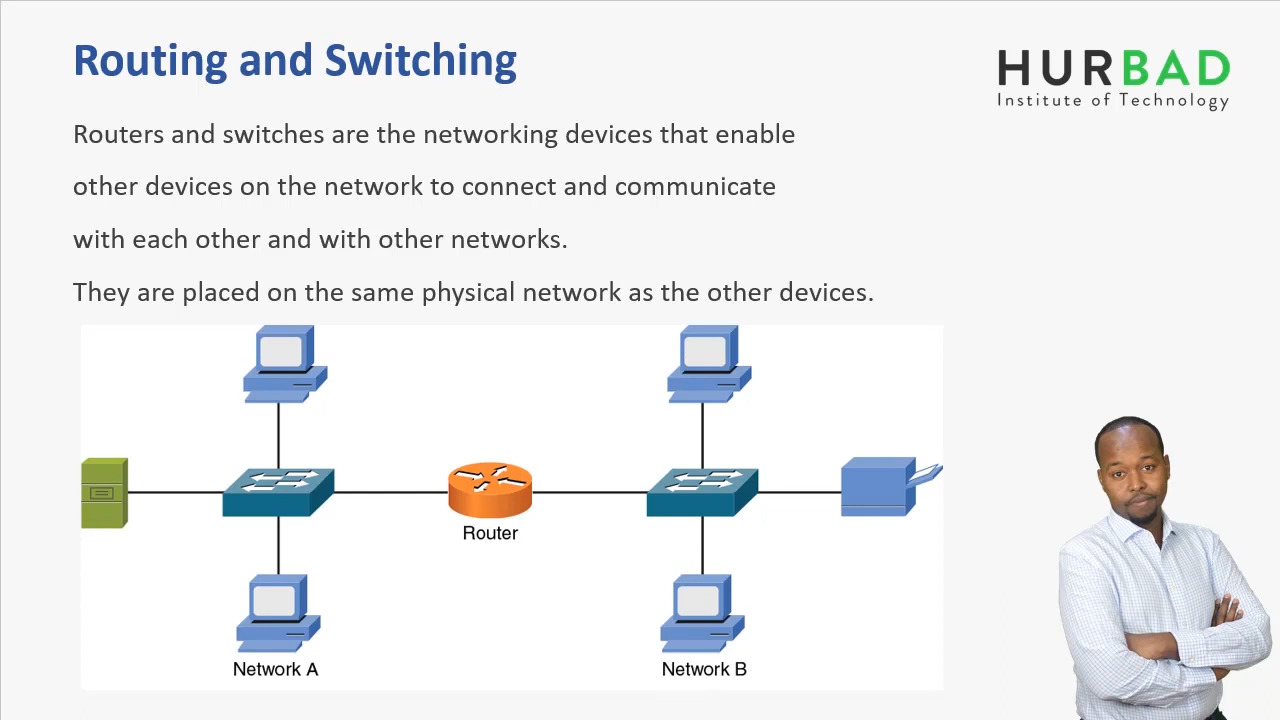 Routing and Switching
HURBAD
Institute of Technology
Routers and switches are the networking devices that enable
other devices on the network to connect and communicate
with each other and with other networks.
They are placed on the same physical network as the other devices.
Router
Network A
Network B